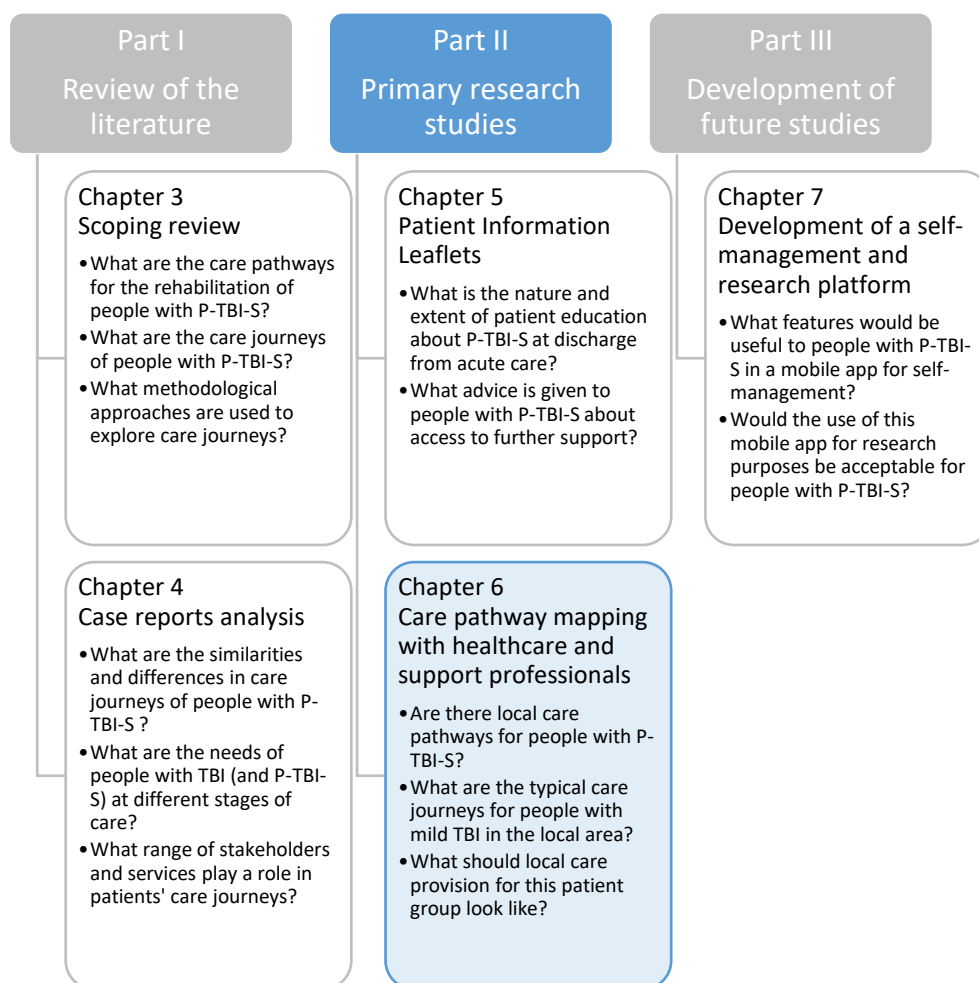 Part I
Review of the
literature
Part II
Primary research
studies
Part III
Development of
future studies
Chapter 3
Scoping review
•What are the care pathways
for the rehabilitation of
people with P-TBI-S?
•What are the care journeys
of people with P-TBI-S?
•What methodological
approaches are used to
explore care journeys?
Chapter 4
Case reports analysis
•What are the similarities
and differences in care
journeys of people with P-
TBI-S ?
•What are the needs of
people with TBI (and P-TBI-
S) at different stages of
care?
•What range of stakeholders
and services play a role in
patients' care journeys?
Chapter 5
Patient Information
Leaflets
•What is the nature and
extent of patient education
about P-TBI-S at discharge
from acute care?
•What advice is given to
people with P-TBI-S about
access to further support?
Chapter 6
Care pathway mapping
with healthcare and
support professionals
•Are there local care
pathways for people with P-
TBI-S?
•What are the typical care
journeys for people with
mild TBI in the local area?
•What should local care
provision for this patient
group look like?
Chapter 7
Development of a self-
management and
research platform
•What features would be
useful to people with P-TBI-
S in a mobile app for self-
management?
•Would the use of this
mobile app for research
purposes be acceptable for
people with P-TBI-S?